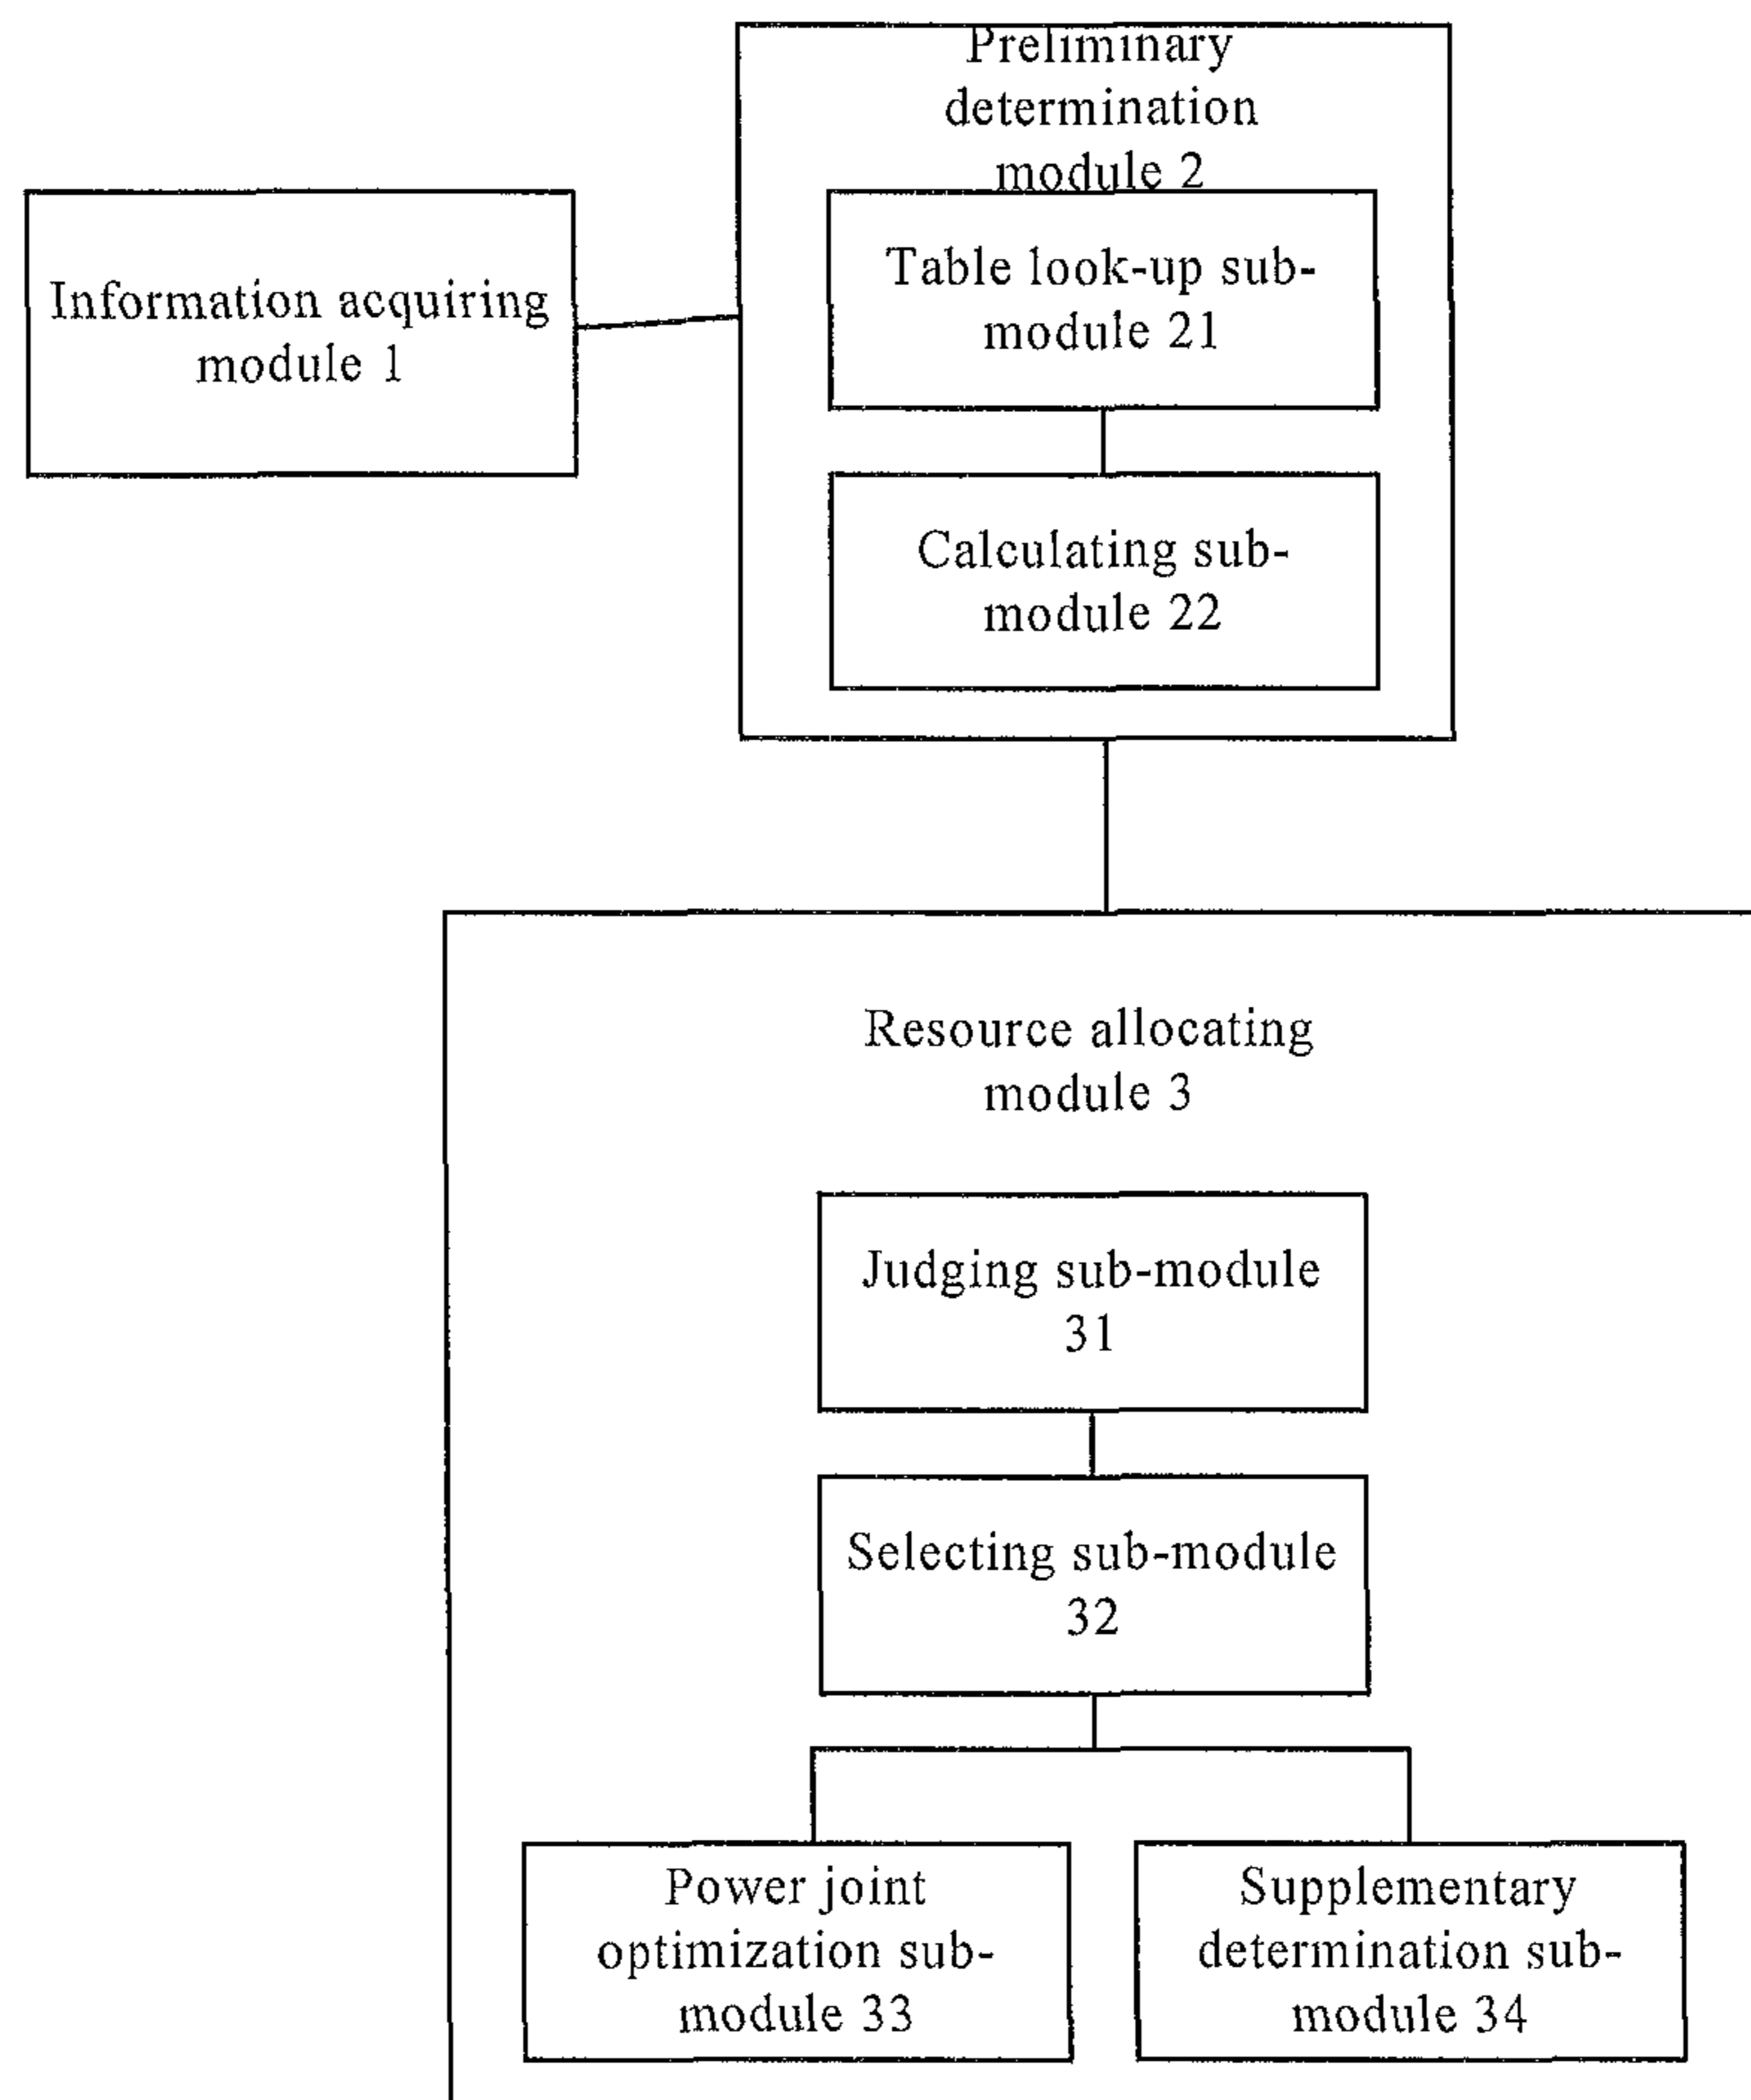 Preliminary
determination
module 2
Information acquiring
module 1
Table look-up sub-
module 21
Calculating sub-
module 22
Resource allocating
module 3
Judging sub-module
31
Selecting sub-module
32
Power joint
optimization sub-
module 33
Supplementary
determination sub-
module 34